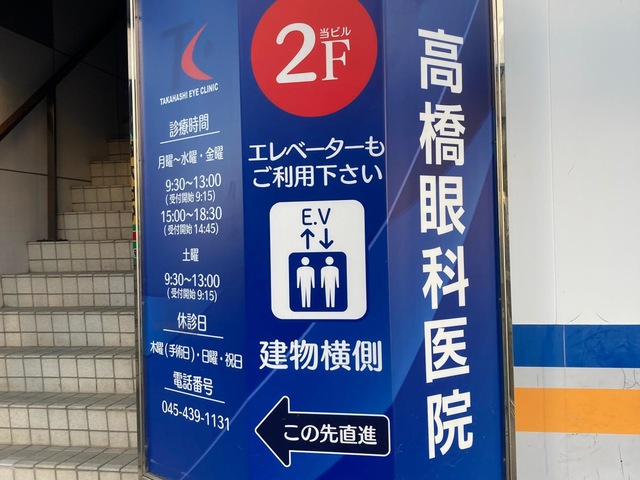 TAKAHASHI EYE CLINIC
診療時間
月曜～水曜・金曜
9:30～13:00
(受付開始 9:15)
15:00～18:30
(受付開始 14:45)
土曜
9:30～13:00
(受付開始 9:15)
休診日
木曜(手術日)・日曜・祝日
電話番号
045-439-1131
当ビル
2F
エレベーターも
ご利用下さい
E.V
建物横側
この先直進
高橋眼科医院